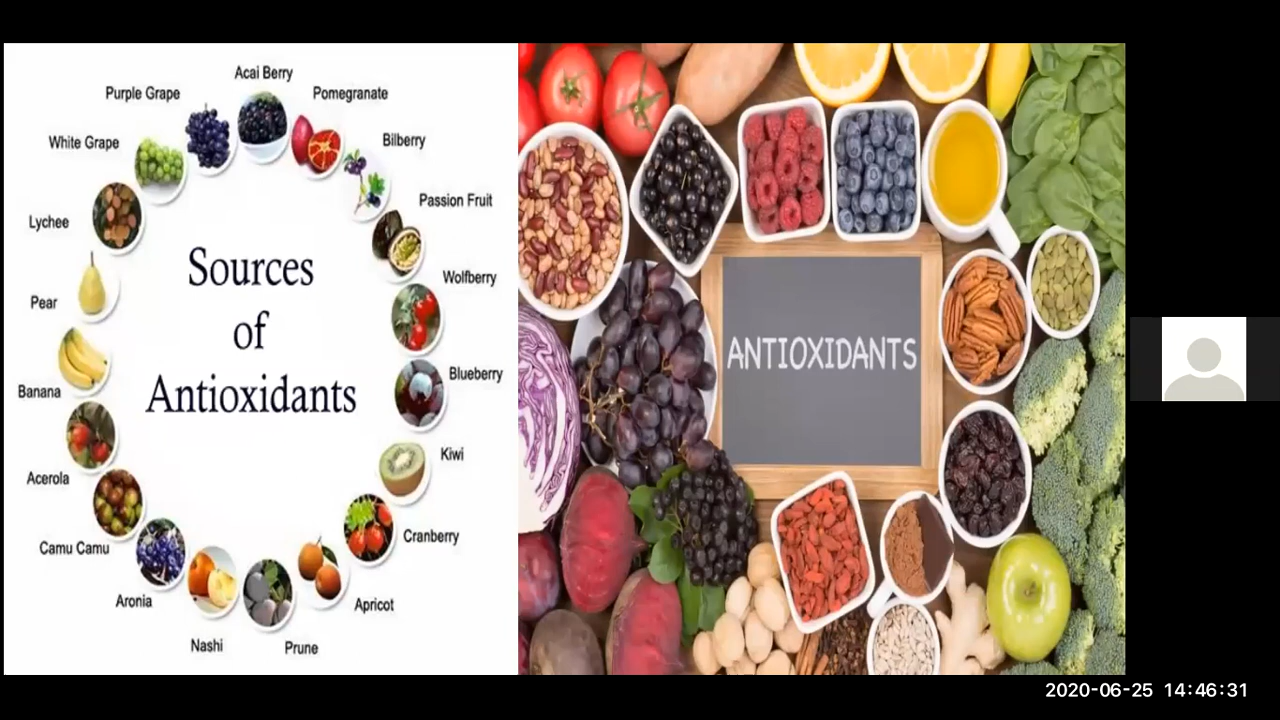 Acai Berry
Purple Grape
Pomegranate
White Grape
Bilberry
Passion Fruit
Lychee
Wolfberry
Pear
Blueberry
Banana
Kiwi
Acerola
Cranberry
Camu Camu
Aronia
Apricot
Nashi
Prune
Sources
of
Antioxidants
ANTIOXIDANTS
2020-06-25 14:46:31